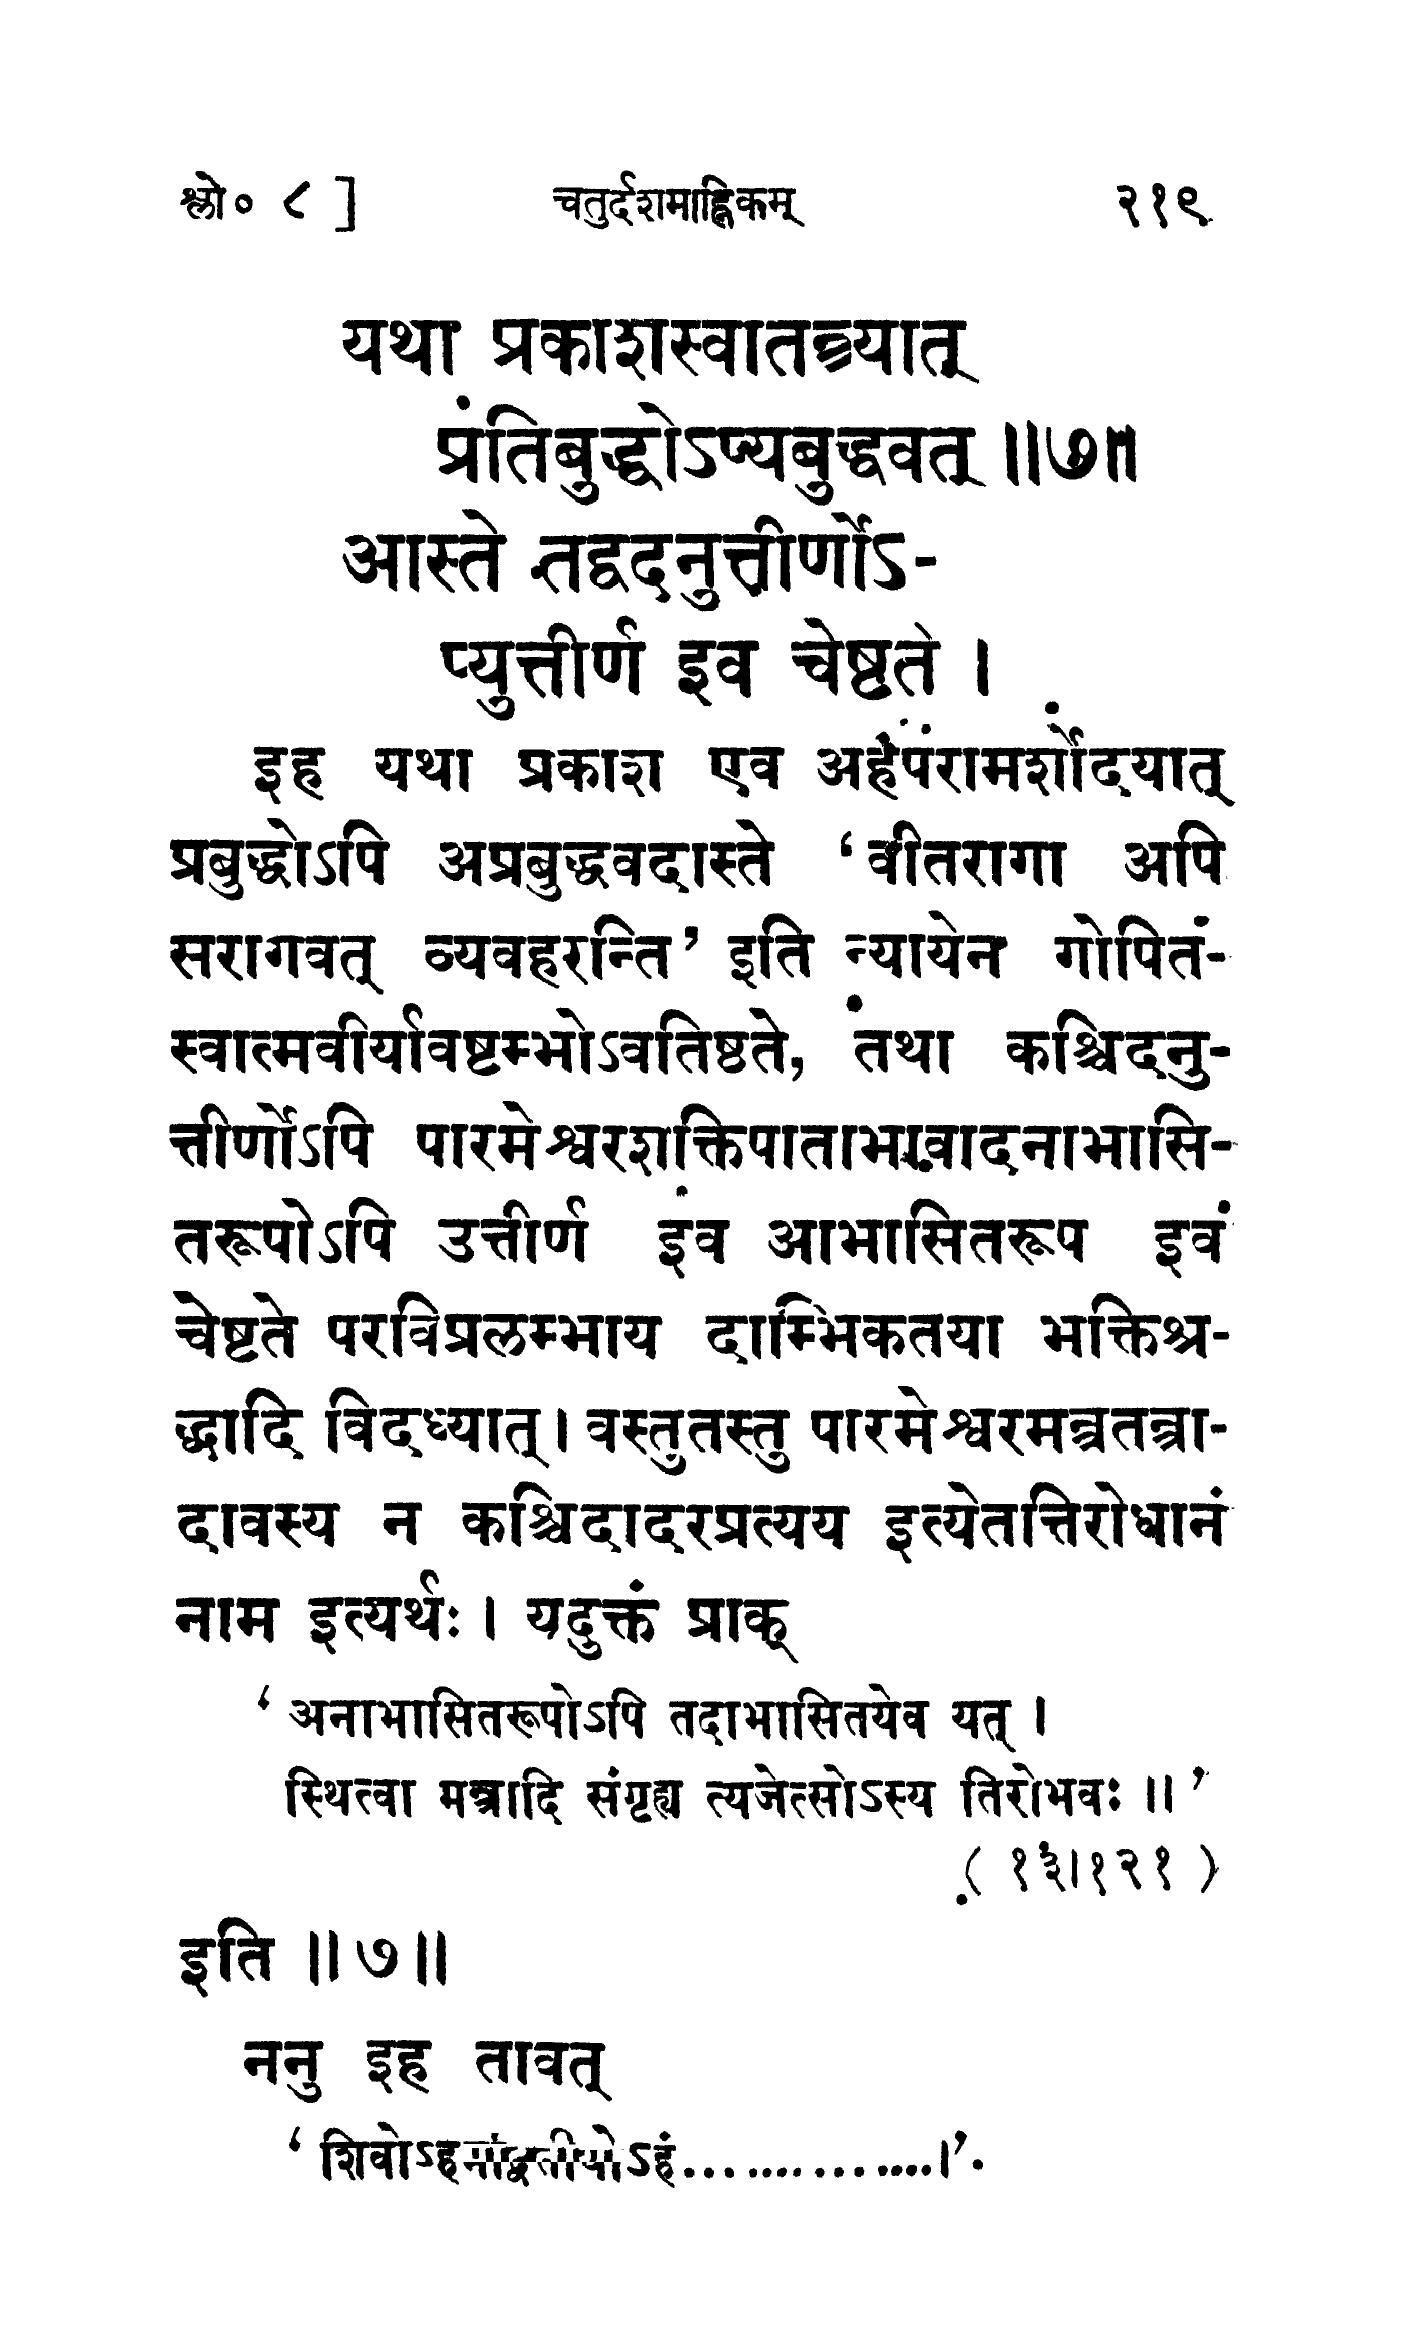 श्लो० ८ ] चतुर्दशमाह्निकम् २१९
यथा प्रकाशस्वातन्त्र्यात्
प्रतिबुद्धोऽप्यबुद्धवत् ॥७॥
आस्ते तद्वदनुत्तीर्णोऽ-
प्युत्तीर्ण इव चेष्टते ।
इह यथा प्रकाश एव अहंपरामर्शोदयात्
प्रबुद्धोऽपि अप्रबुद्धवदास्ते ‘वीतरागा अपि
सरागवत् व्यवहरन्ति’ इति न्यायेन गोपित-
स्वात्मवीर्यावष्टम्भोऽवतिष्ठते, तथा कश्चिदनु-
त्तीर्णोऽपि पारमेश्वरशक्तिपाताभावादनाभासि-
तरूपोऽपि उत्तीर्ण इव आभासितरूप इव
चेष्टते परविप्रलम्भाय दाम्भिकतया भक्तिश्र-
द्धादि विदध्यात् । वस्तुतस्तु पारमेश्वरमन्त्रतन्त्रा-
दावस्य न कश्चिदादरप्रत्यय इत्येतत्तिरोधानं
नाम इत्यर्थः । यदुक्तं प्राक्
‘ अनाभासितरूपोऽपि तदाभासितयेव यत् ।
स्थित्वा मन्त्रादि संगृह्य त्यजेत्सोऽस्य तिरोभवः ॥ ’
( १३।१२१ )
इति ॥ ७ ॥
ननु इह तावत्
‘ शिवोऽहमद्वितीयोऽहं.................।’